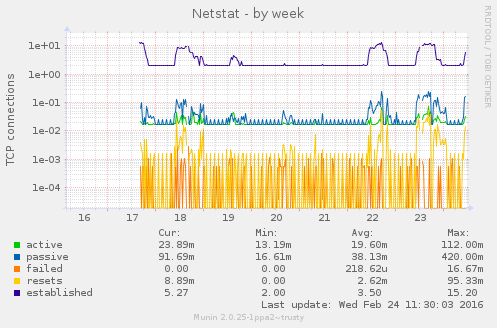 Netstat - by week
RRDTOOL / TOBI OETIKER
TCP connections
1e+01
1e+00
1e-01
1e-02
1e-03
1e-04
16 17 18 19 20 21 22 23
Cur: Min: Avg: Max:
active 23.89m 13.19m 19.60m 112.00m
passive 91.69m 16.61m 38.13m 420.00m
failed 0.00 0.00 218.62u 16.67m
resets 8.89m 0.00 2.62m 95.33m
established 5.27 2.00 3.50 15.20
Last update: Wed Feb 24 11:30:03 2016
Munin 2.0.25-1ppa2~trusty